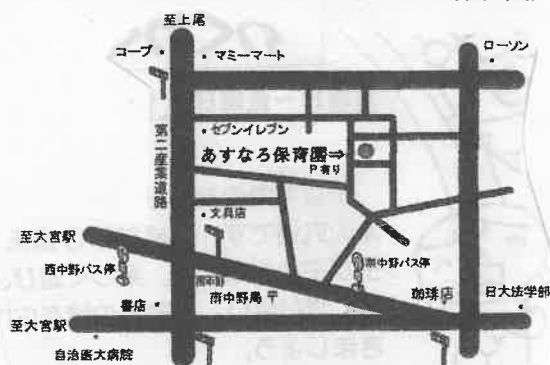 至上尾
コープ
マミーマート
ローソン
第二産業道路
セブンイレブン
あすなろ保育園⇒
P有り
文具店
至大宮駅
西中野バス停
南中野
南中野バス停
書店
南中野局〒
珈琲店
日大法学部
至大宮駅
自治医大病院